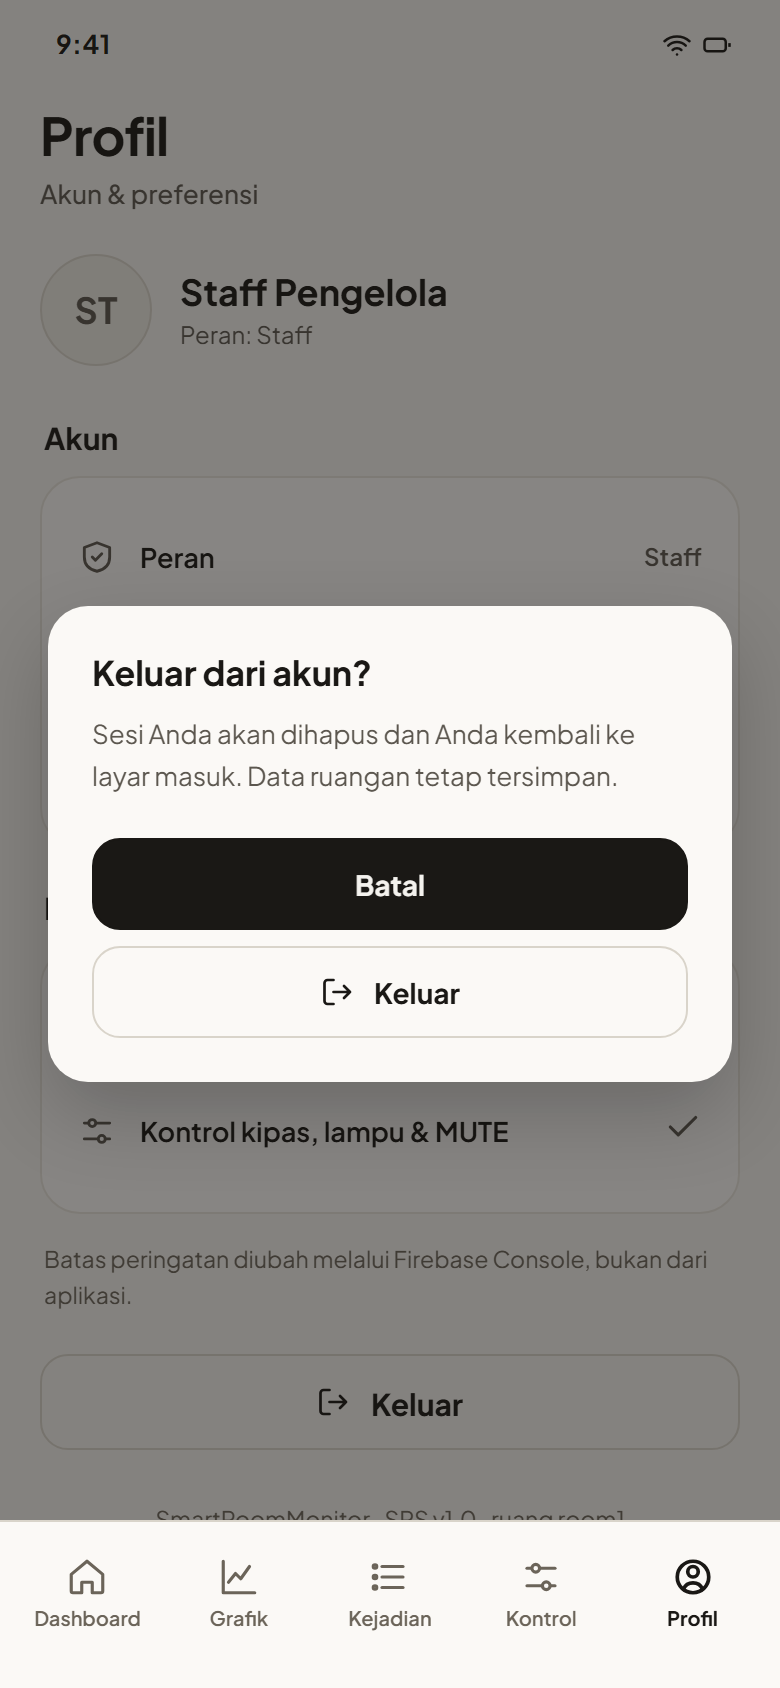 9:41
Profil
Akun & preferensi
ST
Staff Pengelola
Peran: Staff
Akun
Peran
Staff
Keluar dari akun?
Sesi Anda akan dihapus dan Anda kembali ke
layar masuk. Data ruangan tetap tersimpan.
Batal
Keluar
Kontrol kipas, lampu & MUTE
Batas peringatan diubah melalui Firebase Console, bukan dari
aplikasi.
Keluar
SmartRoomMonitor
Dashboard
Grafik
Kejadian
Kontrol
Profil